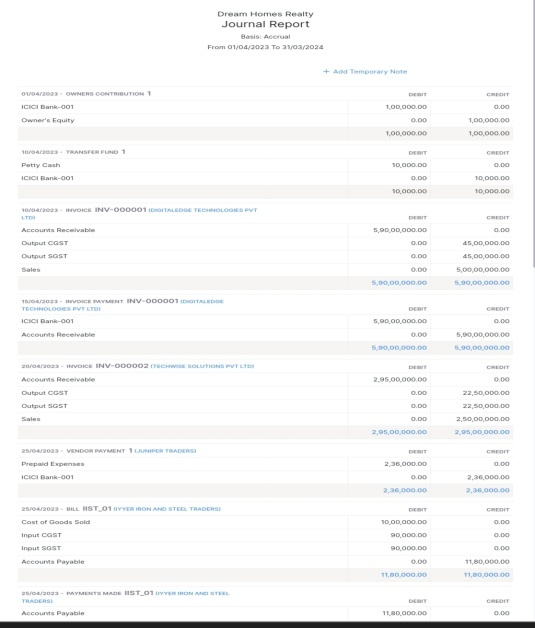 Dream Homes Realty
Journal Report
Basis: Accrual
From 01/04/2023 To 31/03/2024
+ Add Temporary Note
01/04/2023 - OWNERS CONTRIBUTION 1 DEBIT CREDIT
ICICI Bank-001 1,00,000.00 0.00
Owner's Equity 0.00 1,00,000.00
1,00,000.00 1,00,000.00
10/04/2023 - TRANSFER FUND 1 DEBIT CREDIT
Petty Cash 10,000.00 0.00
ICICI Bank-001 0.00 10,000.00
10,000.00 10,000.00
10/04/2023 - INVOICE INV-000001 (DIGITALEDGE TECHNOLOGIES PVT
LTD) DEBIT CREDIT
Accounts Receivable 5,90,00,000.00 0.00
Output CGST 0.00 45,00,000.00
Output SGST 0.00 45,00,000.00
Sales 0.00 5,00,00,000.00
5,90,00,000.00 5,90,00,000.00
15/04/2023 - INVOICE PAYMENT INV-000001 (DIGITALEDGE
TECHNOLOGIES PVT LTD) DEBIT CREDIT
ICICI Bank-001 5,90,00,000.00 0.00
Accounts Receivable 0.00 5,90,00,000.00
5,90,00,000.00 5,90,00,000.00
20/04/2023 - INVOICE INV-000002 (TECHWISE SOLUTIONS PVT LTD) DEBIT CREDIT
Accounts Receivable 2,95,00,000.00 0.00
Output CGST 0.00 22,50,000.00
Output SGST 0.00 22,50,000.00
Sales 0.00 2,50,00,000.00
2,95,00,000.00 2,95,00,000.00
25/04/2023 - VENDOR PAYMENT 1 (JUNIPER TRADERS) DEBIT CREDIT
Prepaid Expenses 2,36,000.00 0.00
ICICI Bank-001 0.00 2,36,000.00
2,36,000.00 2,36,000.00
25/04/2023 - BILL IIST_01 (IYYER IRON AND STEEL TRADERS) DEBIT CREDIT
Cost of Goods Sold 10,00,000.00 0.00
Input CGST 90,000.00 0.00
Input SGST 90,000.00 0.00
Accounts Payable 0.00 11,80,000.00
11,80,000.00 11,80,000.00
25/04/2023 - PAYMENTS MADE IIST_01 (IYYER IRON AND STEEL
TRADERS) DEBIT CREDIT
Accounts Payable 11,80,000.00 0.00